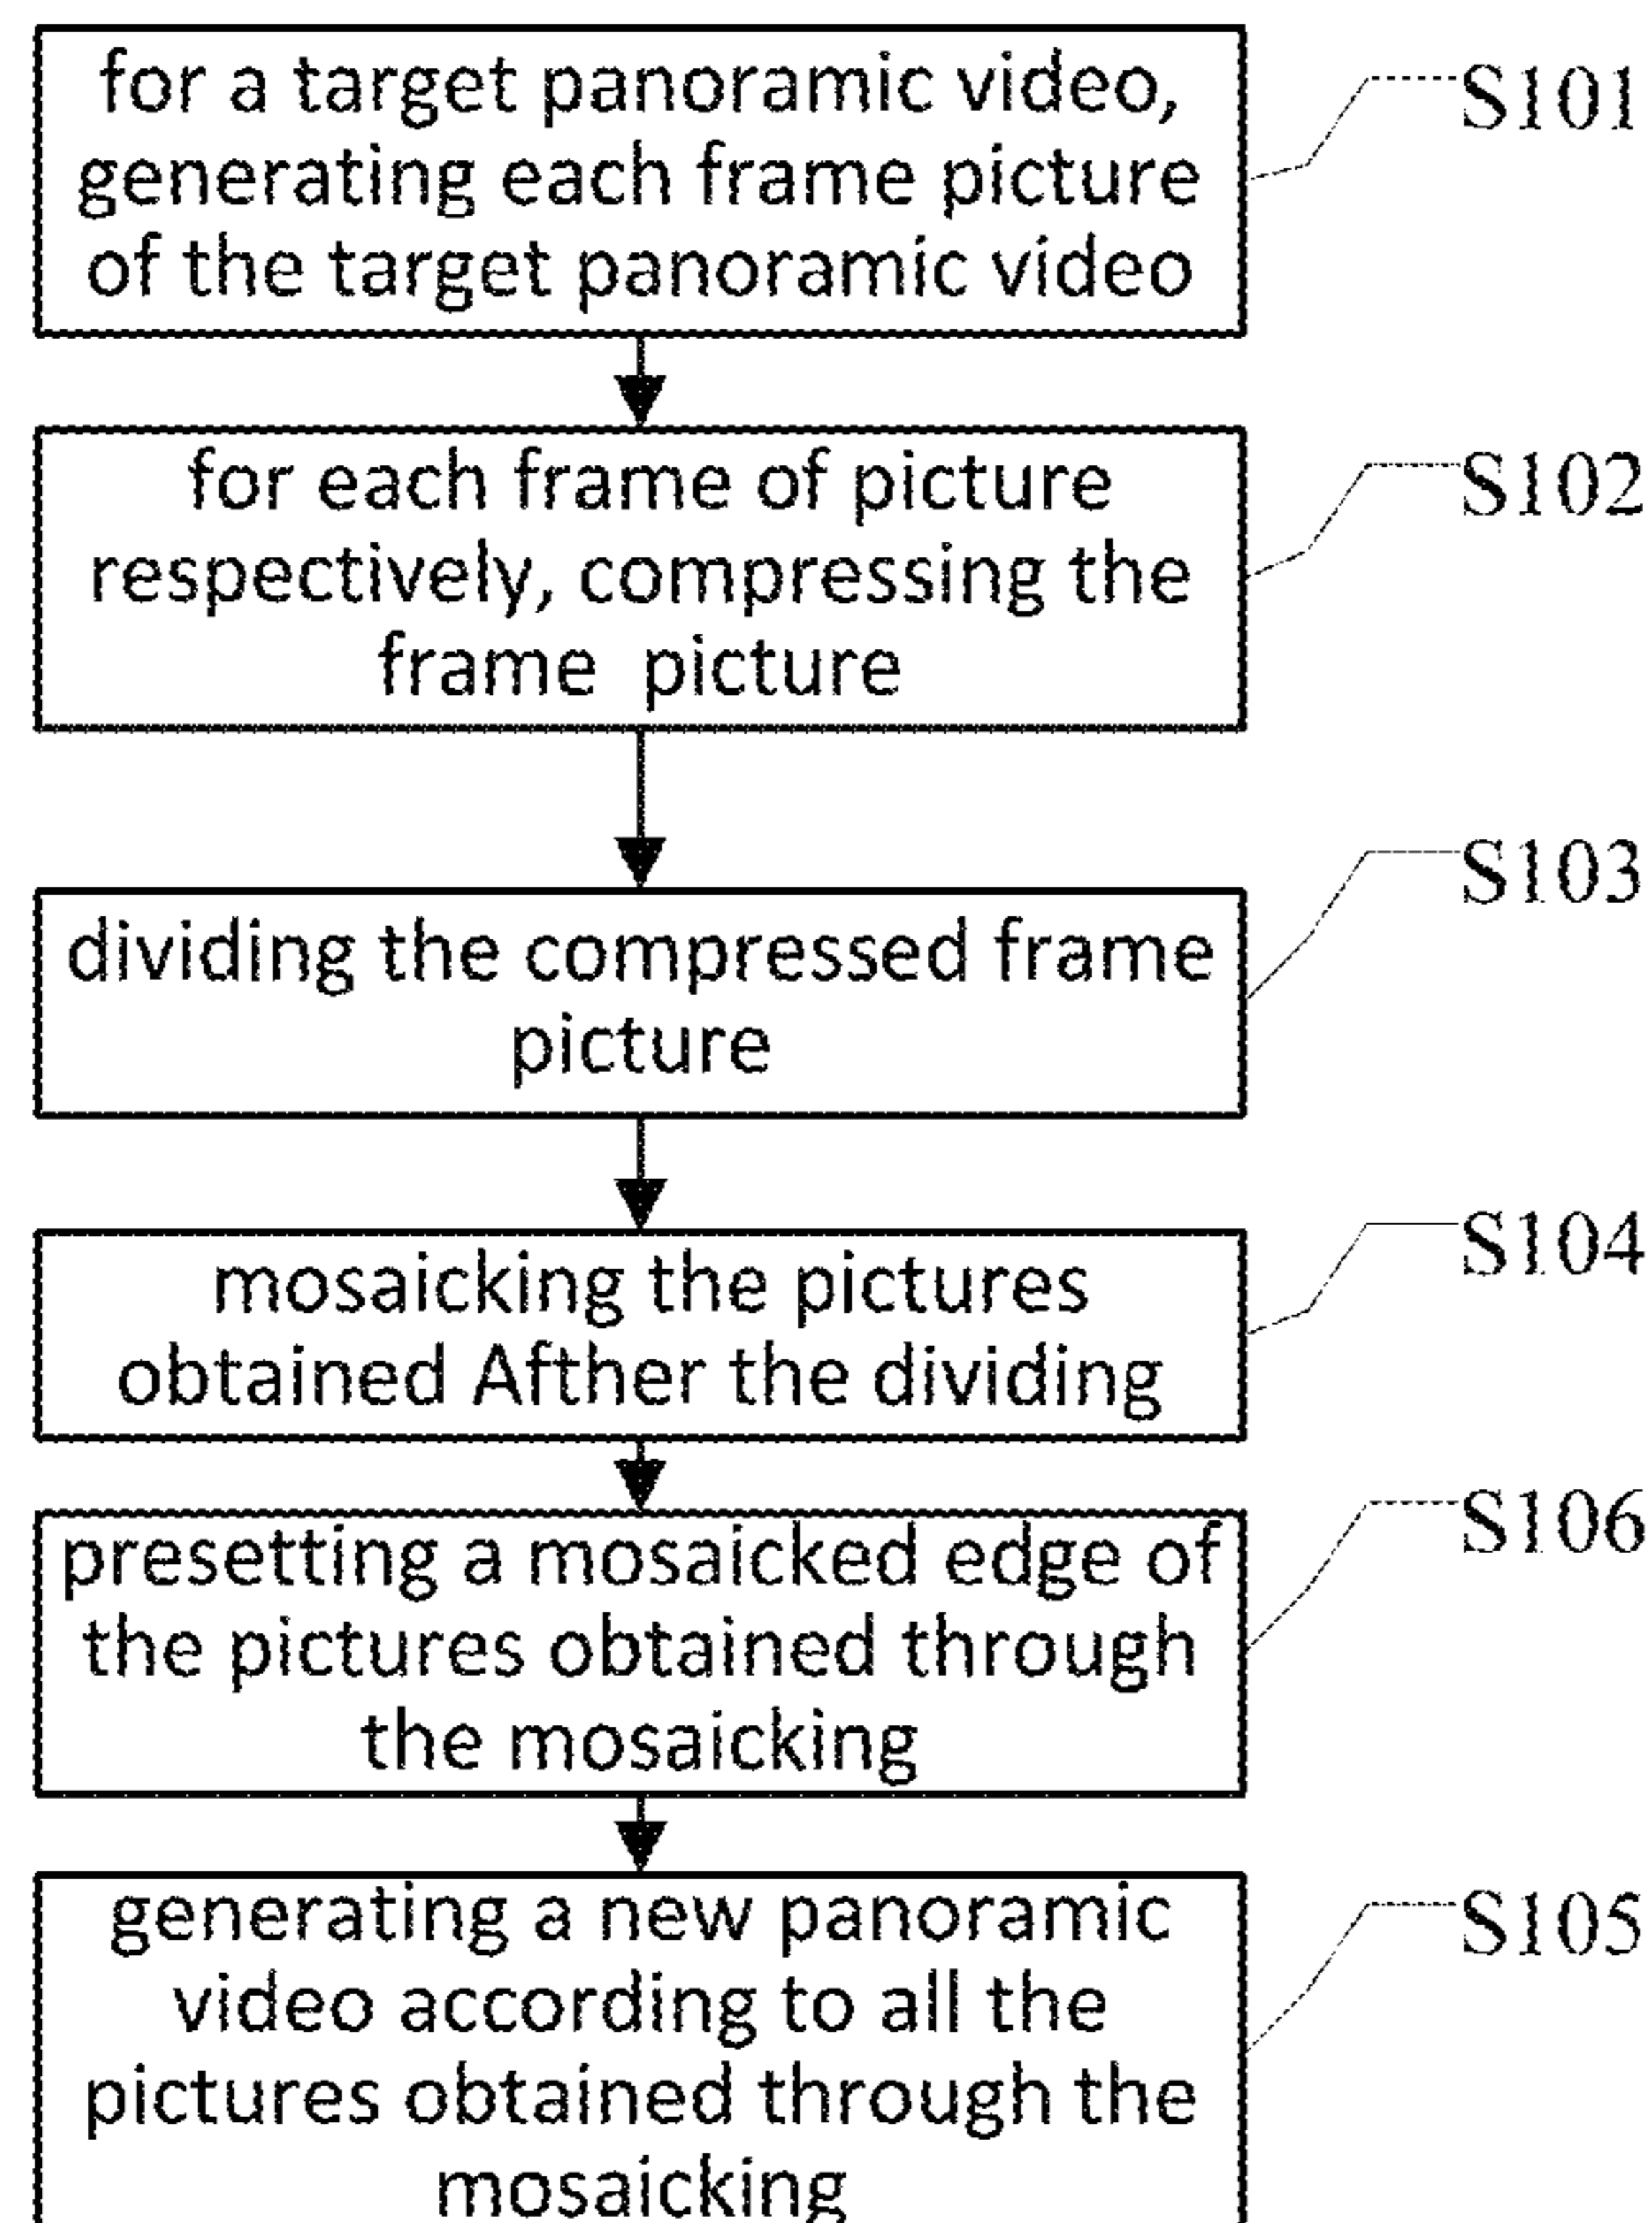 for a target panoramic video,
generating each frame picture
of the target panoramic video
S101
for each frame of picture
respectively, compressing the
frame picture
S102
dividing the compressed frame
picture
S103
mosaicking the pictures
obtained Afther the dividing
S104
presetting a mosaicked edge of
the pictures obtained through
the mosaicking
S106
generating a new panoramic
video according to all the
pictures obtained through the
mosaicking
S105